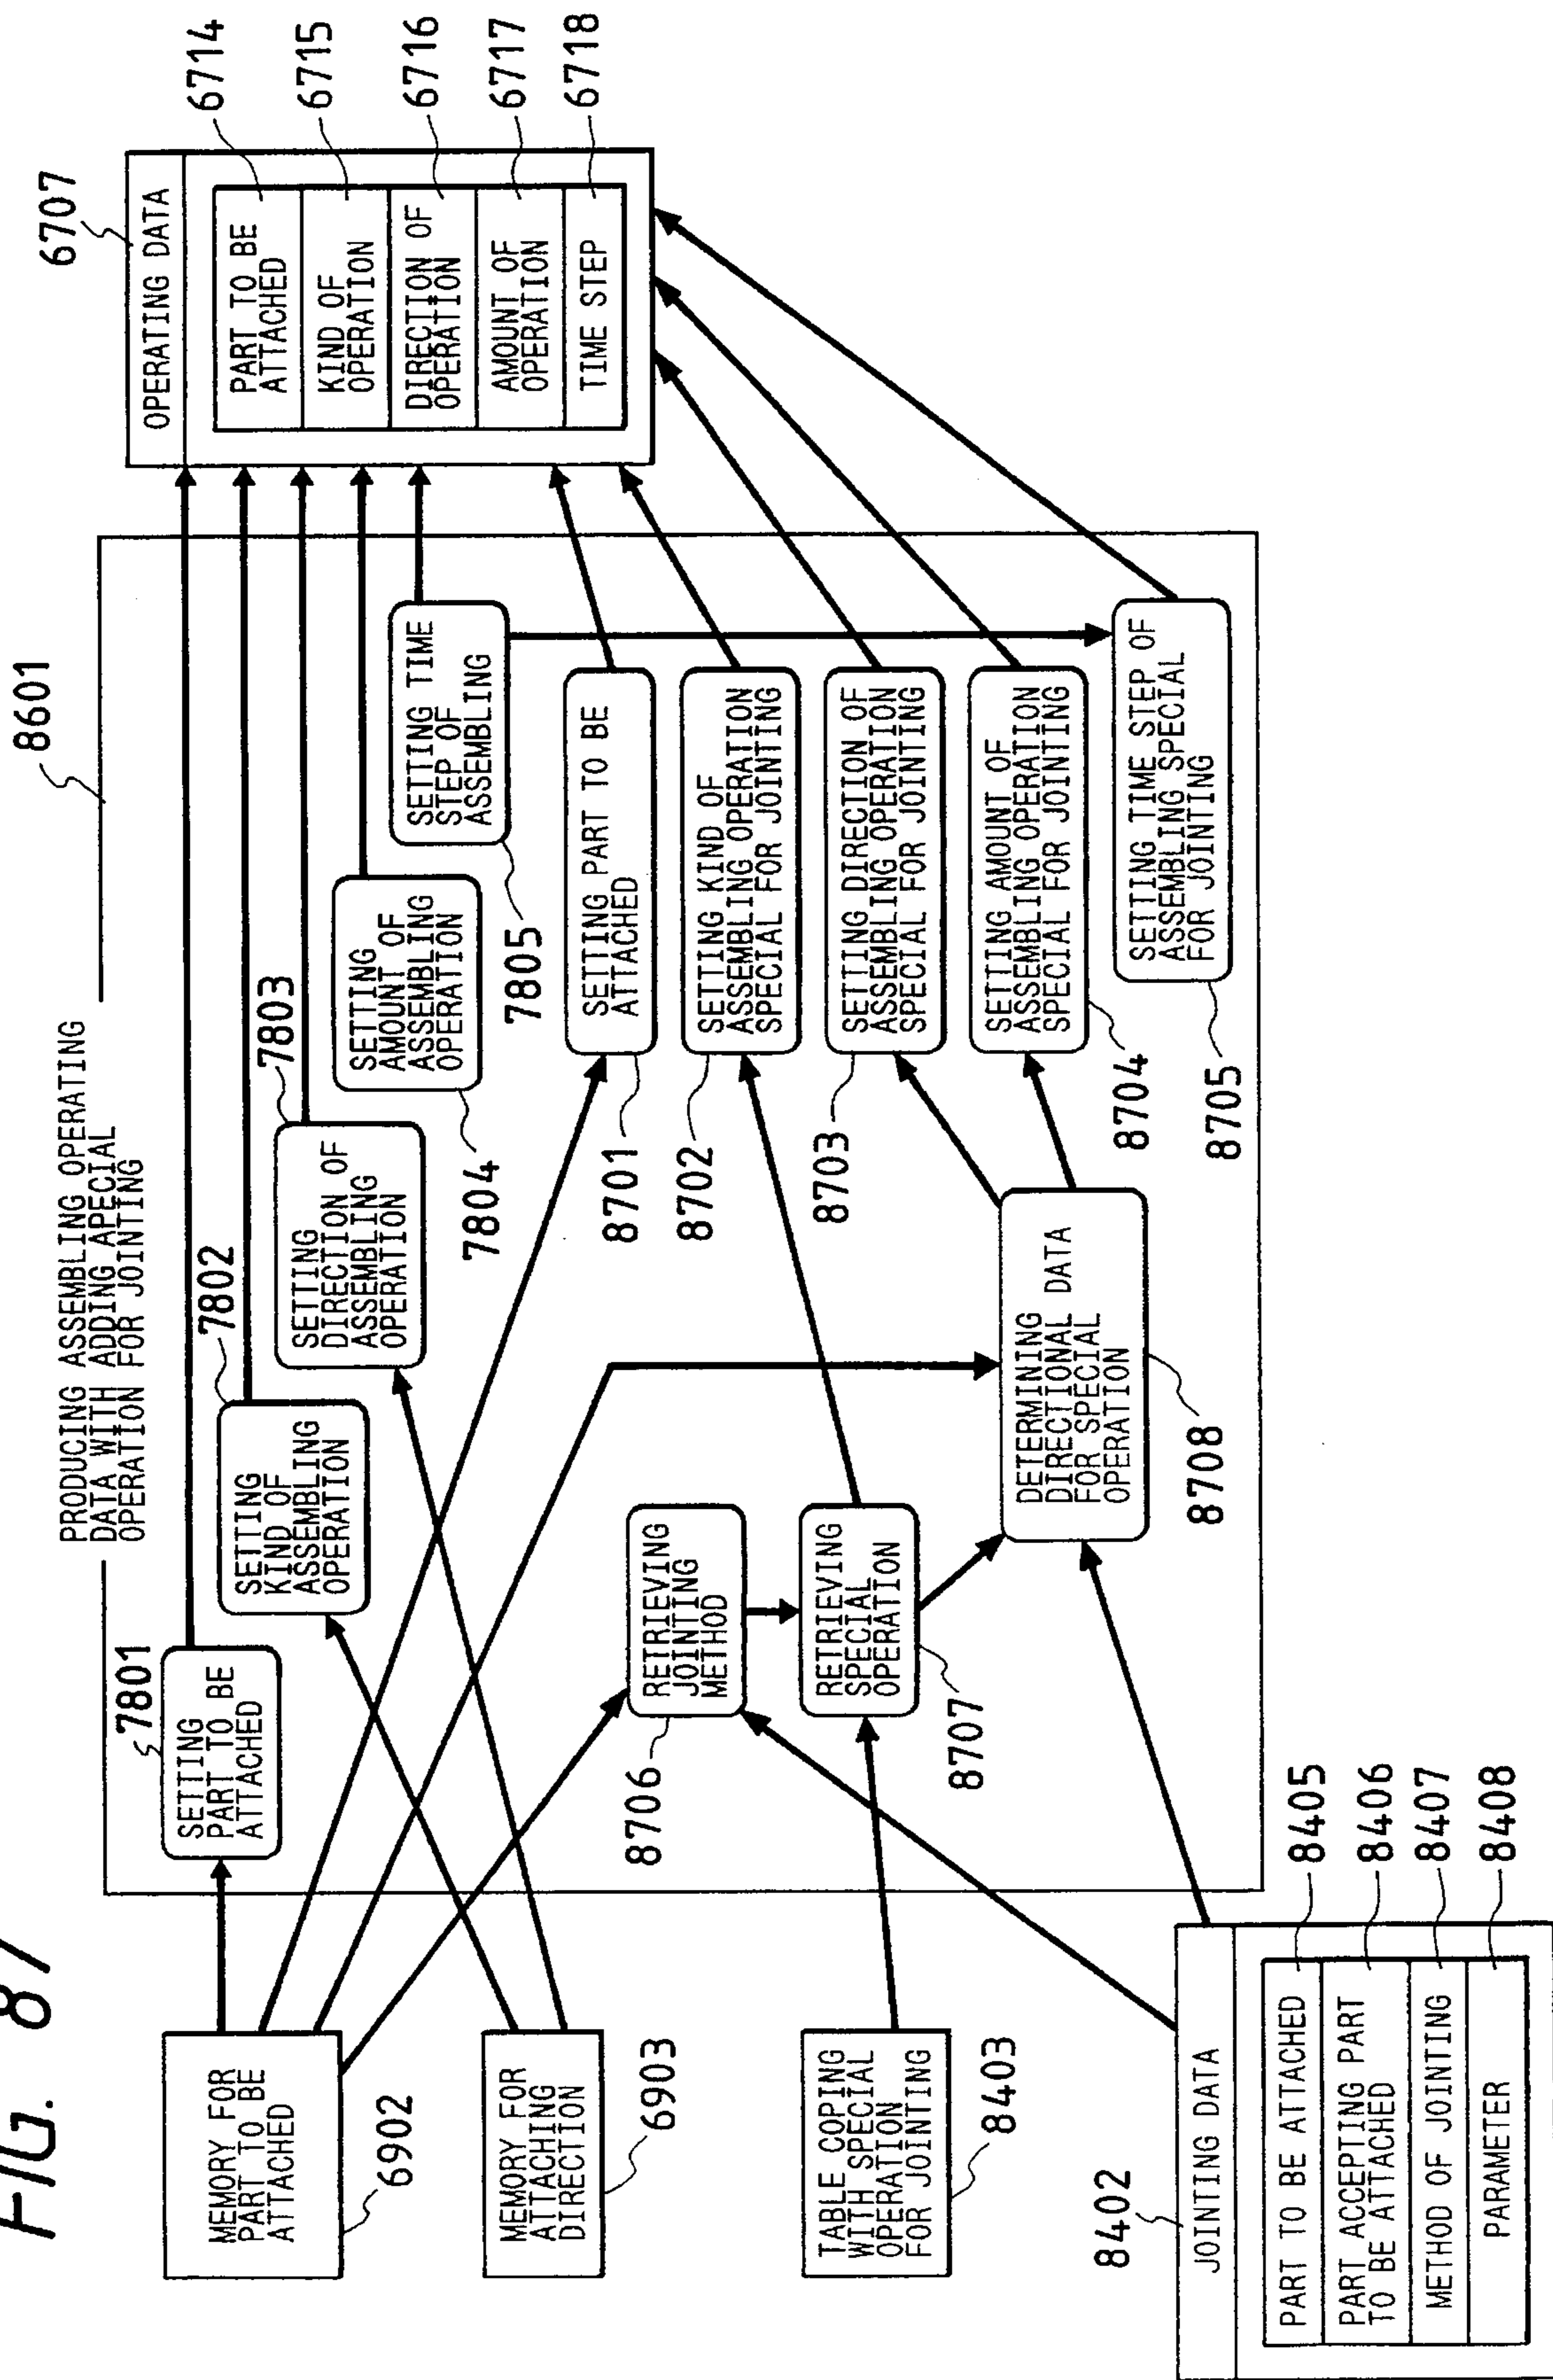 FIG. 87
8601
PRODUCING ASSEMBLING OPERATING
DATA WITH ADDING APECIAL
OPERATION FOR JOINTING
MEMORY FOR
PART TO BE
ATTACHED
6902
MEMORY FOR
ATTACHING
DIRECTION
6903
TABLE COPING
WITH SPECIAL
OPERATION
FOR JOINTING
8403
8402
JOINTING DATA
PART TO BE ATTACHED
8405
PART ACCEPTING PART
TO BE ATTACHED
8406
METHOD OF JOINTING
8407
PARAMETER
8408
7801
SETTING
PART TO BE
ATTACHED
7802
SETTING
KIND OF
ASSEMBLING
OPERATION
7803
SETTING
DIRECTION OF
ASSEMBLING
OPERATION
SETTING
AMOUNT OF
ASSEMBLING
OPERATION
7804
SETTING TIME
STEP OF
ASSEMBLING
7805
RETRIEVING
JOINTING
METHOD
8706
RETRIEVING
SPECIAL
OPERATION
8707
DETERMINING
DIRECTIONAL DATA
FOR SPECIAL
OPERATION
8708
SETTING PART TO BE
ATTACHED
8701
SETTING KIND OF
ASSEMBLING OPERATION
SPECIAL FOR JOINTING
8702
SETTING DIRECTION OF
ASSEMBLING OPERATION
SPECIAL FOR JOINTING
8703
SETTING AMOUNT OF
ASSEMBLING OPERATION
SPECIAL FOR JOINTING
8704
SETTING TIME STEP OF
ASSEMBLING SPECIAL
FOR JOINTING
8705
6707
OPERATING DATA
PART TO BE
ATTACHED
6714
KIND OF
OPERATION
6715
DIRECTION OF
OPERATION
6716
AMOUNT OF
OPERATION
6717
TIME STEP
6718